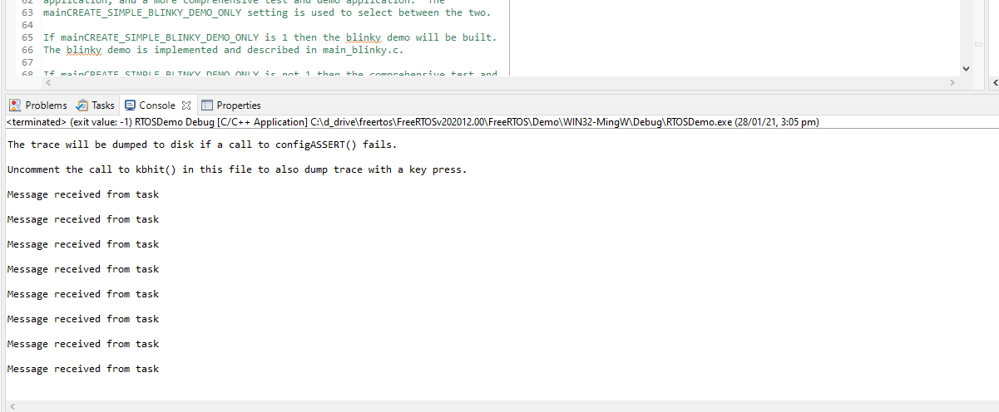 62 application, and a more comprehensive test and demo application. The
63 mainCREATE_SIMPLE_BLINKY_DEMO_ONLY setting is used to select between the two.
64
65 If mainCREATE_SIMPLE_BLINKY_DEMO_ONLY is 1 then the blinky demo will be built.
66 The blinky demo is implemented and described in main_blinky.c.
67
68 If mainCREATE_SIMPLE_BLINKY_DEMO_ONLY is not 1 then the comprehensive test and
Problems Tasks Console Properties
<terminated> (exit value: -1) RTOSDemo Debug [C/C++ Application] C:\d_drive\freertos\FreeRTOSv202012.00\FreeRTOS\Demo\WIN32-MingW\Debug\RTOSDemo.exe (28/01/21, 3:05 pm)
The trace will be dumped to disk if a call to configASSERT() fails.
Uncomment the call to kbhit() in this file to also dump trace with a key press.
Message received from task
Message received from task
Message received from task
Message received from task
Message received from task
Message received from task
Message received from task
Message received from task